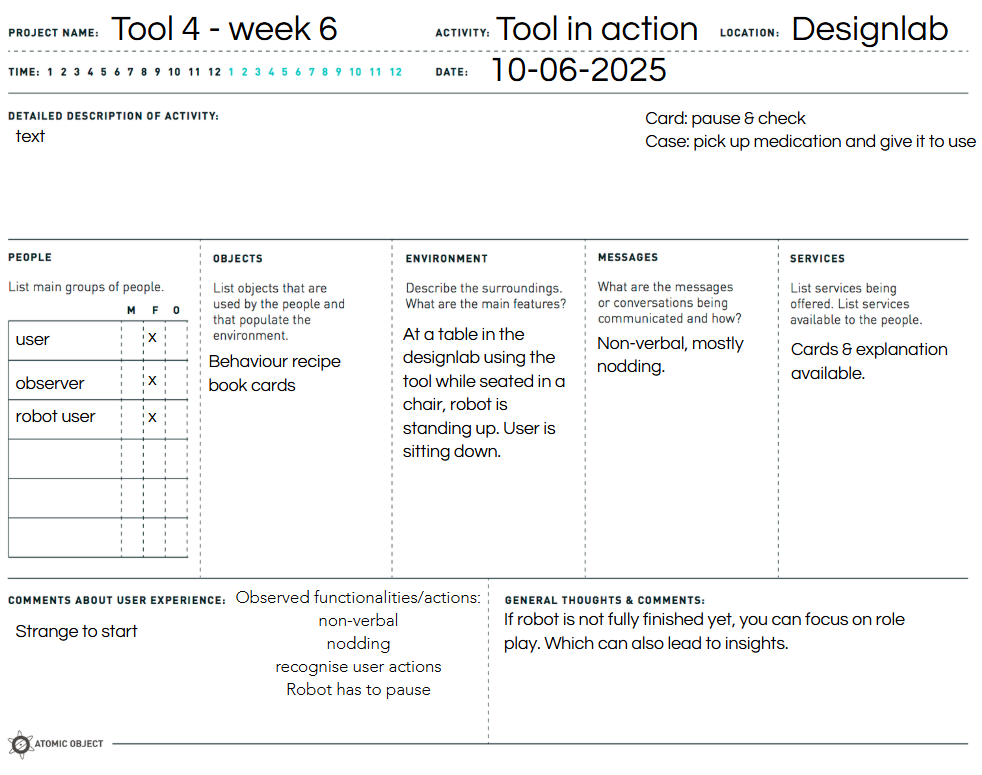 PROJECT NAME: Tool 4 - week 6 ACTIVITY: Tool in action LOCATION: Designlab
TIME: 1 2 3 4 5 6 7 8 9 10 11 12 1 2 3 4 5 6 7 8 9 10 11 12 DATE: 10-06-2025
DETAILED DESCRIPTION OF ACTIVITY:
text
Card: pause & check
Case: pick up medication and give it to use
PEOPLE
List main groups of people.
M F O
user x
observer x
robot user x
OBJECTS
List objects that are
used by the people and
that populate the
environment.
Behaviour recipe
book cards
ENVIRONMENT
Describe the surroundings.
What are the main features?
At a table in the
designlab using the
tool while seated in a
chair, robot is
standing up. User is
sitting down.
MESSAGES
What are the messages
or conversations being
communicated and how?
Non-verbal, mostly
nodding.
SERVICES
List services being
offered. List services
available to the people.
Cards & explanation
available.
COMMENTS ABOUT USER EXPERIENCE:
Strange to start
Observed functionalities/actions:
non-verbal
nodding
recognise user actions
Robot has to pause
GENERAL THOUGHTS & COMMENTS:
If robot is not fully finished yet, you can focus on role
play. Which can also lead to insights.
ATOMIC OBJECT